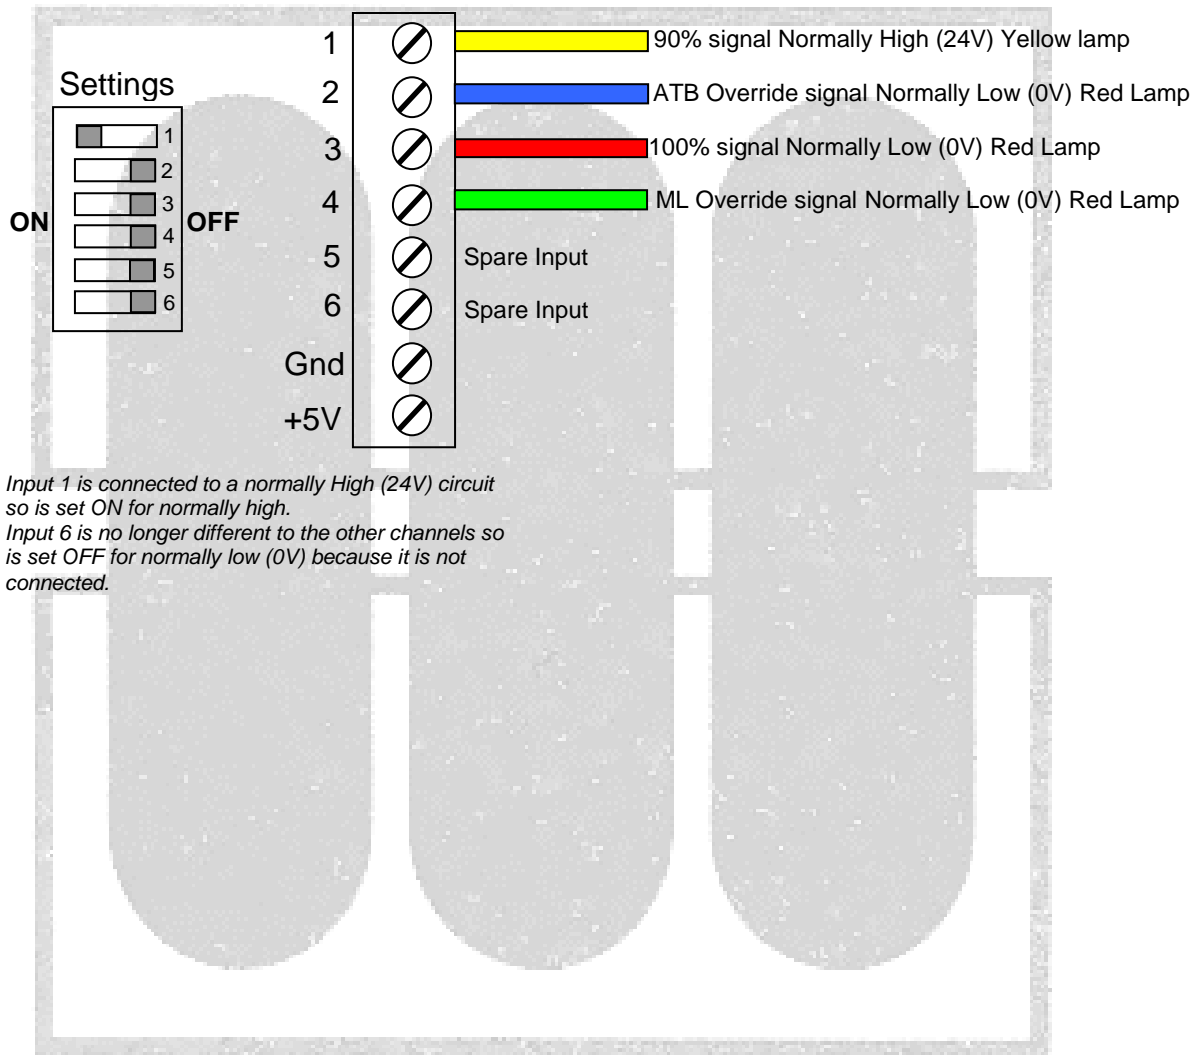 1
90% signal Normally High (24V) Yellow lamp
Settings
2
ATB Override signal Normally Low (0V) Red Lamp
1
3
100% signal Normally Low (0V) Red Lamp
2
3
4
ML Override signal Normally Low (0V) Red Lamp
ON
OFF
4
5
Spare Input
5
6
6
Spare Input
Gnd
+5V
Input 1 is connected to a normally High (24V) circuit
so is set ON for normally high.
Input 6 is no longer different to the other channels so
is set OFF for normally low (0V) because it is not
connected.